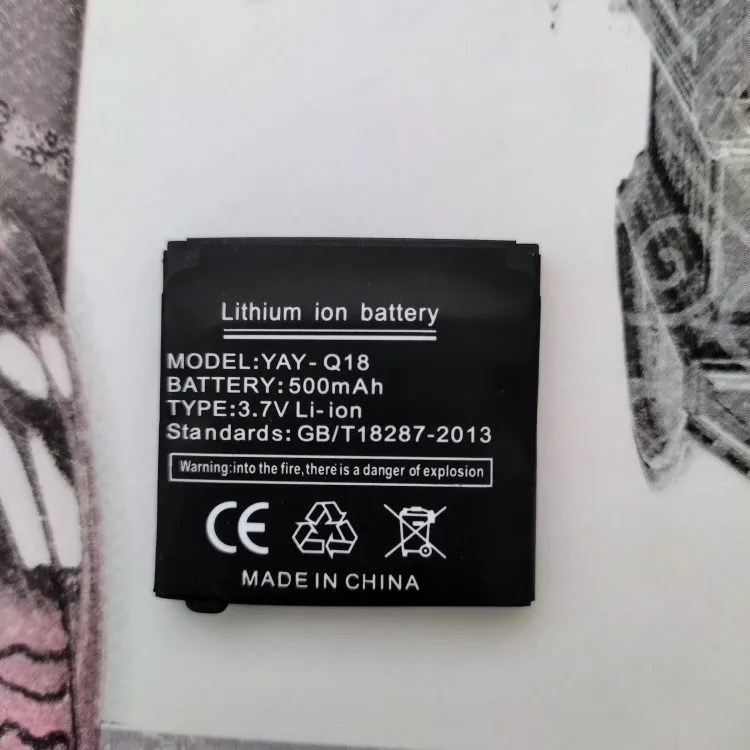 Lithium ion battery
MODEL:YAY-Q18
BATTERY:500mAh
TYPE:3.7V Li-ion
Standards:GB/T18287-2013
Warning:into the fire,there is a danger of explosion
CE
MADE IN CHINA